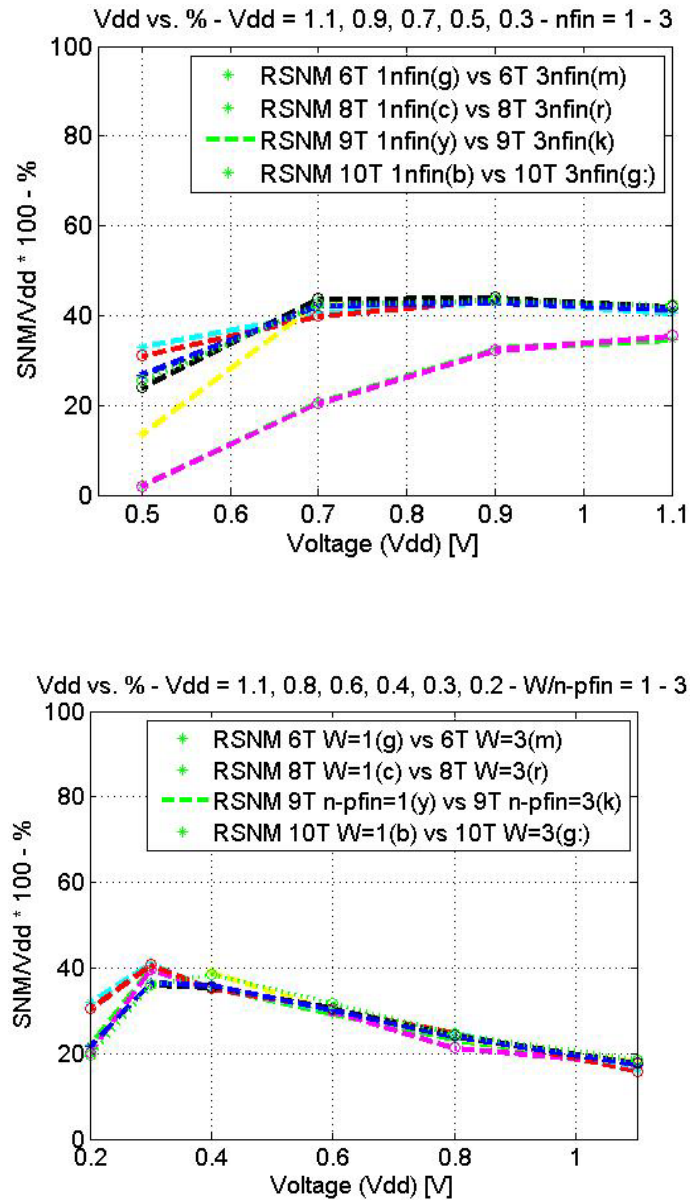 Vdd vs. % - Vdd = 1.1, 0.9, 0.7, 0.5, 0.3 - nfin = 1 - 3
100
80
60
40
20
0
SNM/Vdd * 100 - %
RSNM 6T 1nfin(g) vs 6T 3nfin(m)
RSNM 8T 1nfin(c) vs 8T 3nfin(r)
RSNM 9T 1nfin(y) vs 9T 3nfin(k)
RSNM 10T 1nfin(b) vs 10T 3nfin(g:)
0.5 0.6 0.7 0.8 0.9 1 1.1
Voltage (Vdd) [V]
Vdd vs. % - Vdd = 1.1, 0.8, 0.6, 0.4, 0.3, 0.2 - W/n-pfin = 1 - 3
100
80
60
40
20
0
SNM/Vdd * 100 - %
RSNM 6T W=1(g) vs 6T W=3(m)
RSNM 8T W=1(c) vs 8T W=3(r)
RSNM 9T n-pfin=1(y) vs 9T n-pfin=3(k)
RSNM 10T W=1(b) vs 10T W=3(g:)
0.2 0.4 0.6 0.8 1
Voltage (Vdd) [V]